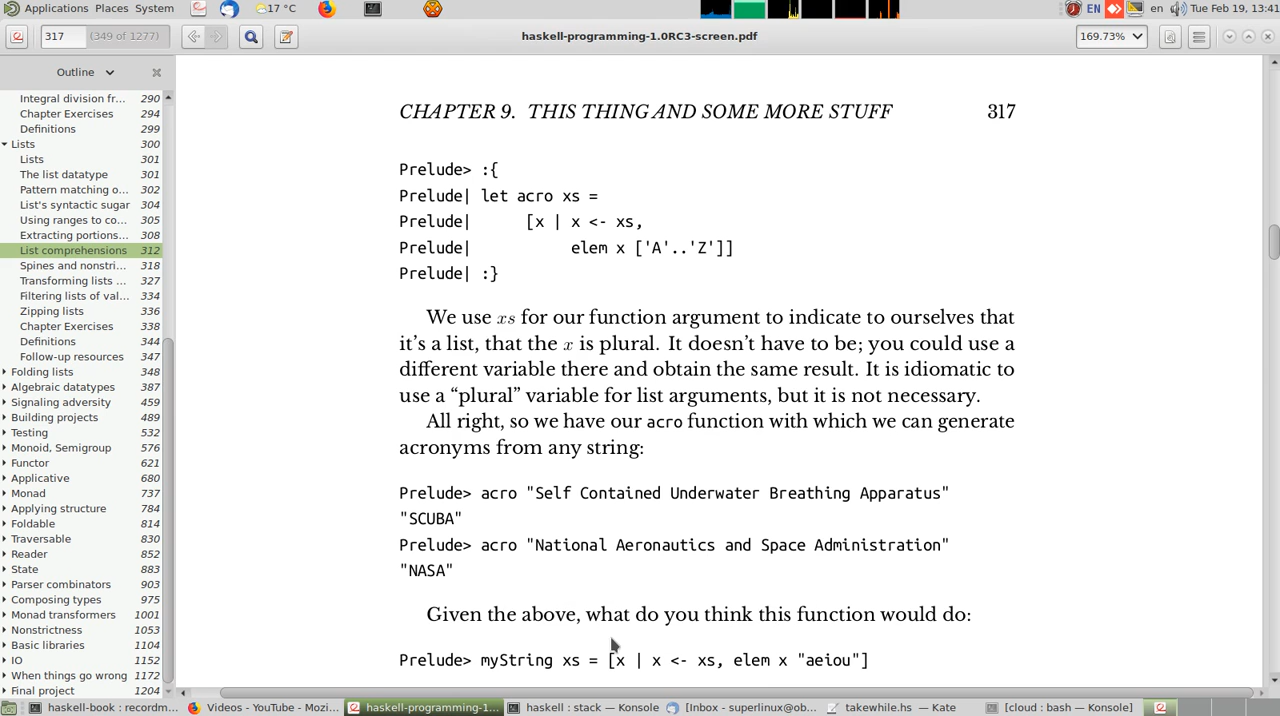 Applications Places System 17 °C EN en Tue Feb 19, 13:41
317 (349 of 1277) haskell-programming-1.0RC3-screen.pdf 169.73%
Outline
Integral division fr... 290
Chapter Exercises 294
Definitions 299
Lists 300
Lists 301
The list datatype 301
Pattern matching o... 302
List's syntactic sugar 304
Using ranges to co... 305
Extracting portions... 308
List comprehensions 312
Spines and nonstri... 318
Transforming lists ... 327
Filtering lists of val... 334
Zipping lists 336
Chapter Exercises 338
Definitions 344
Follow-up resources 347
Folding lists 348
Algebraic datatypes 387
Signaling adversity 459
Building projects 489
Testing 532
Monoid, Semigroup 576
Functor 621
Applicative 680
Monad 737
Applying structure 784
Foldable 814
Traversable 830
Reader 852
State 883
Parser combinators 903
Composing types 975
Monad transformers 1001
Nonstrictness 1053
Basic libraries 1104
IO 1152
When things go wrong 1172
Final project 1204
CHAPTER 9. THIS THING AND SOME MORE STUFF 317
Prelude> :{
Prelude| let acro xs =
Prelude| [x | x <- xs,
Prelude| elem x ['A'..'Z']]
Prelude| :}
We use xs for our function argument to indicate to ourselves that
it's a list, that the x is plural. It doesn't have to be; you could use a
different variable there and obtain the same result. It is idiomatic to
use a “plural” variable for list arguments, but it is not necessary.
All right, so we have our acro function with which we can generate
acronyms from any string:
Prelude> acro "Self Contained Underwater Breathing Apparatus"
"SCUBA"
Prelude> acro "National Aeronautics and Space Administration"
"NASA"
Given the above, what do you think this function would do:
Prelude> myString xs = [x | x <- xs, elem x "aeiou"]
haskell-book : recordm... Videos - YouTube - Mozi... haskell-programming-1.... haskell : stack — Konsole [Inbox - superlinux@ob... takewhile.hs — Kate [cloud : bash — Konsole]